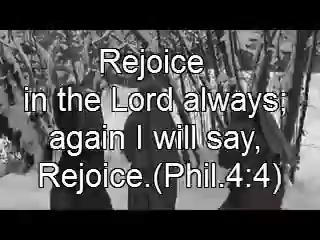 Rejoice
in the Lord always;
again I will say,
Rejoice.(Phil.4:4)